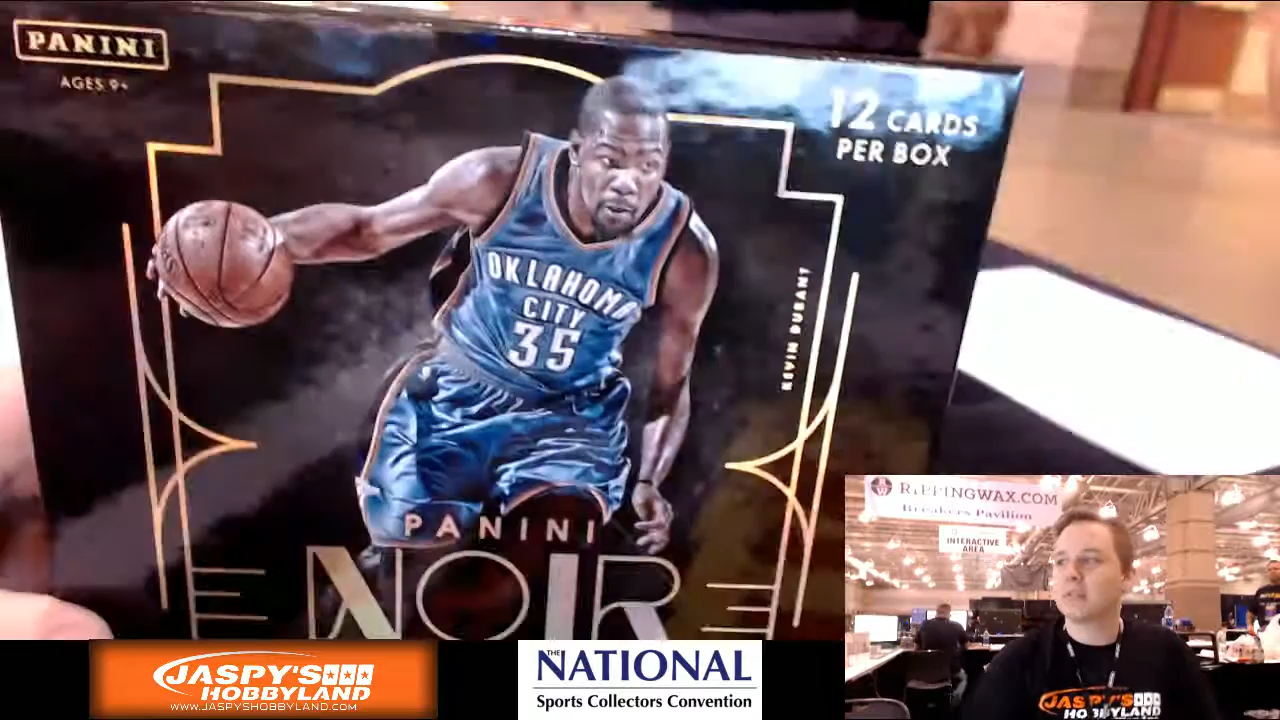 PANINI
AGES 9+
12 CARDS
PER BOX
OKLAHOMA
CITY
35
KEVIN DURANT
PANINI
NOIR
RIPPINGWAX.COM
Breakers Pavilion
INTERACTIVE
AREA
JASPY'S
HOBBYLAND
JASPY'S
HOBBYLAND
WWW.JASPYSHOBBYLAND.COM
THE
NATIONAL
Sports Collectors Convention